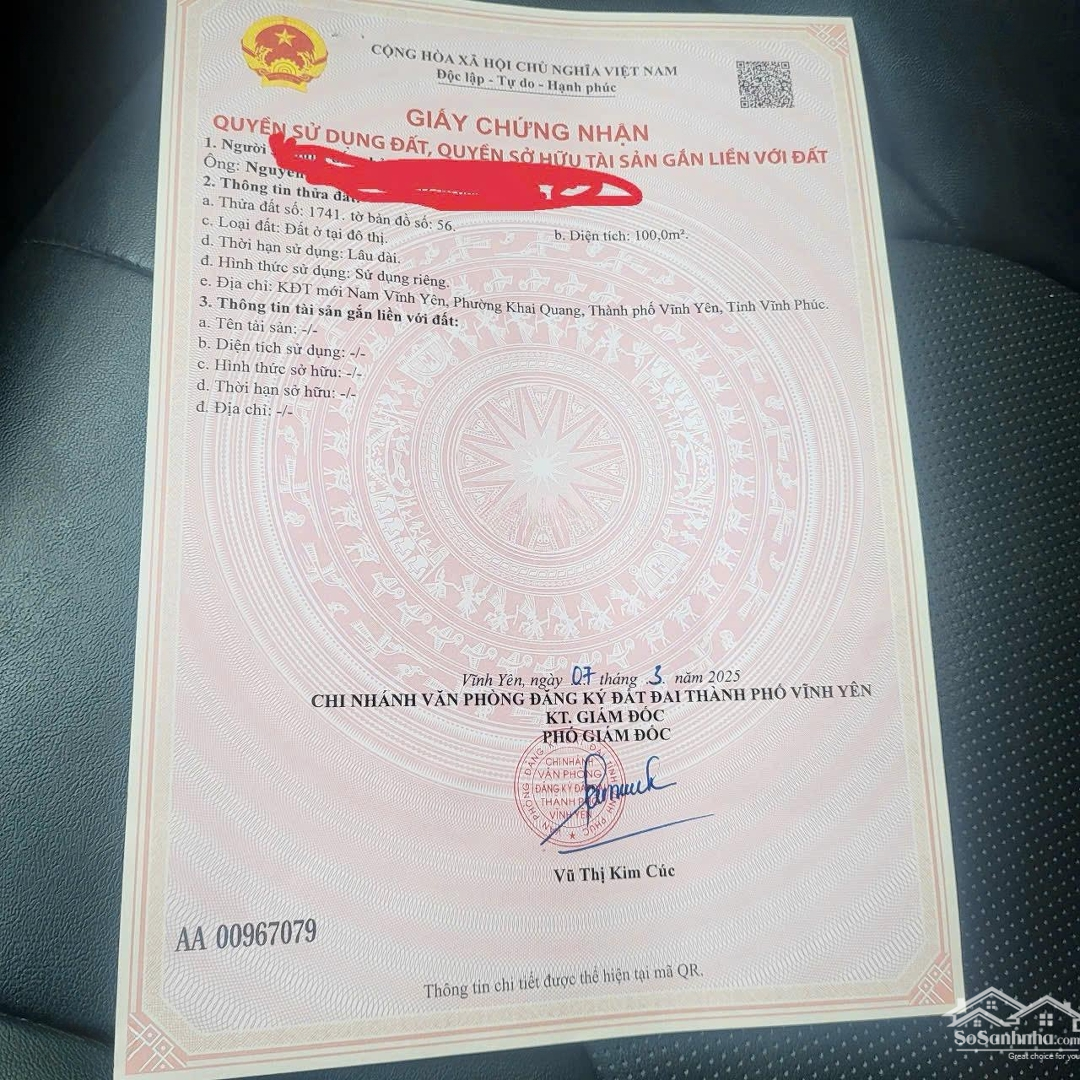 CỘNG HÒA XÃ HỘI CHỦ NGHĨA VIỆT NAM
Độc lập - Tự do - Hạnh phúc
GIẤY CHỨNG NHẬN
QUYỀN SỬ DỤNG ĐẤT, QUYỀN SỞ HỮU TÀI SẢN GẮN LIỀN VỚI ĐẤT
1. Người
Ông: Nguyễn
2. Thông tin thửa đất:
a. Thửa đất số: 1741. tờ bản đồ số: 56.
b. Diện tích: 100,0m².
c. Loại đất: Đất ở tại đô thị.
d. Thời hạn sử dụng: Lâu dài.
đ. Hình thức sử dụng: Sử dụng riêng.
e. Địa chỉ: KĐT mới Nam Vĩnh Yên, Phường Khai Quang, Thành phố Vĩnh Yên, Tỉnh Vĩnh Phúc.
3. Thông tin tài sản gắn liền với đất:
a. Tên tài sản: -/-
b. Diện tích sử dụng: -/-
c. Hình thức sở hữu: -/-
d. Thời hạn sở hữu: -/-
đ. Địa chỉ: -/-
Vĩnh Yên, ngày 07 tháng 3 năm 2025
CHI NHÁNH VĂN PHÒNG ĐĂNG KÝ ĐẤT ĐAI THÀNH PHỐ VĨNH YÊN
KT. GIÁM ĐỐC
PHÓ GIÁM ĐỐC
CHI NHÁNH
VĂN PHÒNG
ĐĂNG KÝ ĐẤT
THÀNH PHỐ
VĨNH YÊN
Vũ Thị Kim Cúc
AA 00967079
Thông tin chi tiết được thể hiện tại mã QR.
SoSanhnha.com
Great choice for you